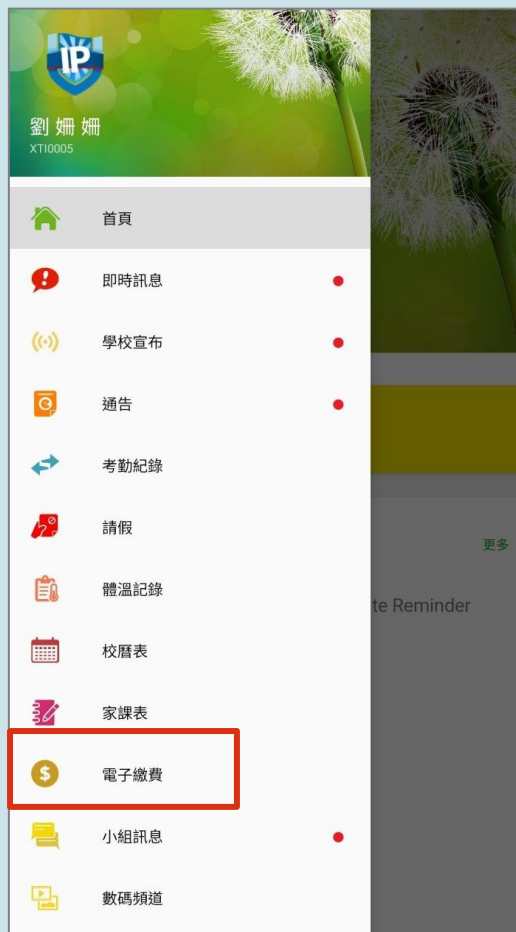 IP
劉 姍 姍
XTI0005
首頁
即時訊息
學校宣布
通告
考勤紀錄
請假
體溫記錄
校曆表
家課表
電子繳費
小組訊息
數碼頻道
更多
te Reminder